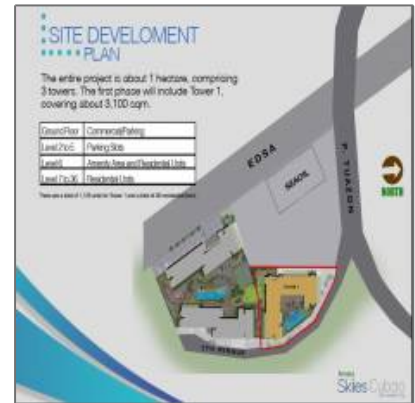 SITE DEVELOMENT
PLAN
The entire project is about 1 hectare, comprising
3 towers. The first phase will include Tower 1,
covering about 3,100 sqm.
Ground Floor Commercial/Parking
Level 2 to 5 Parking Slots
Level 6 Amenity Area and Residential Units
Level 7 to 36 Residential Units
EDSA
SEAOIL
P. TUAZON
NORTH
Skies Cubao